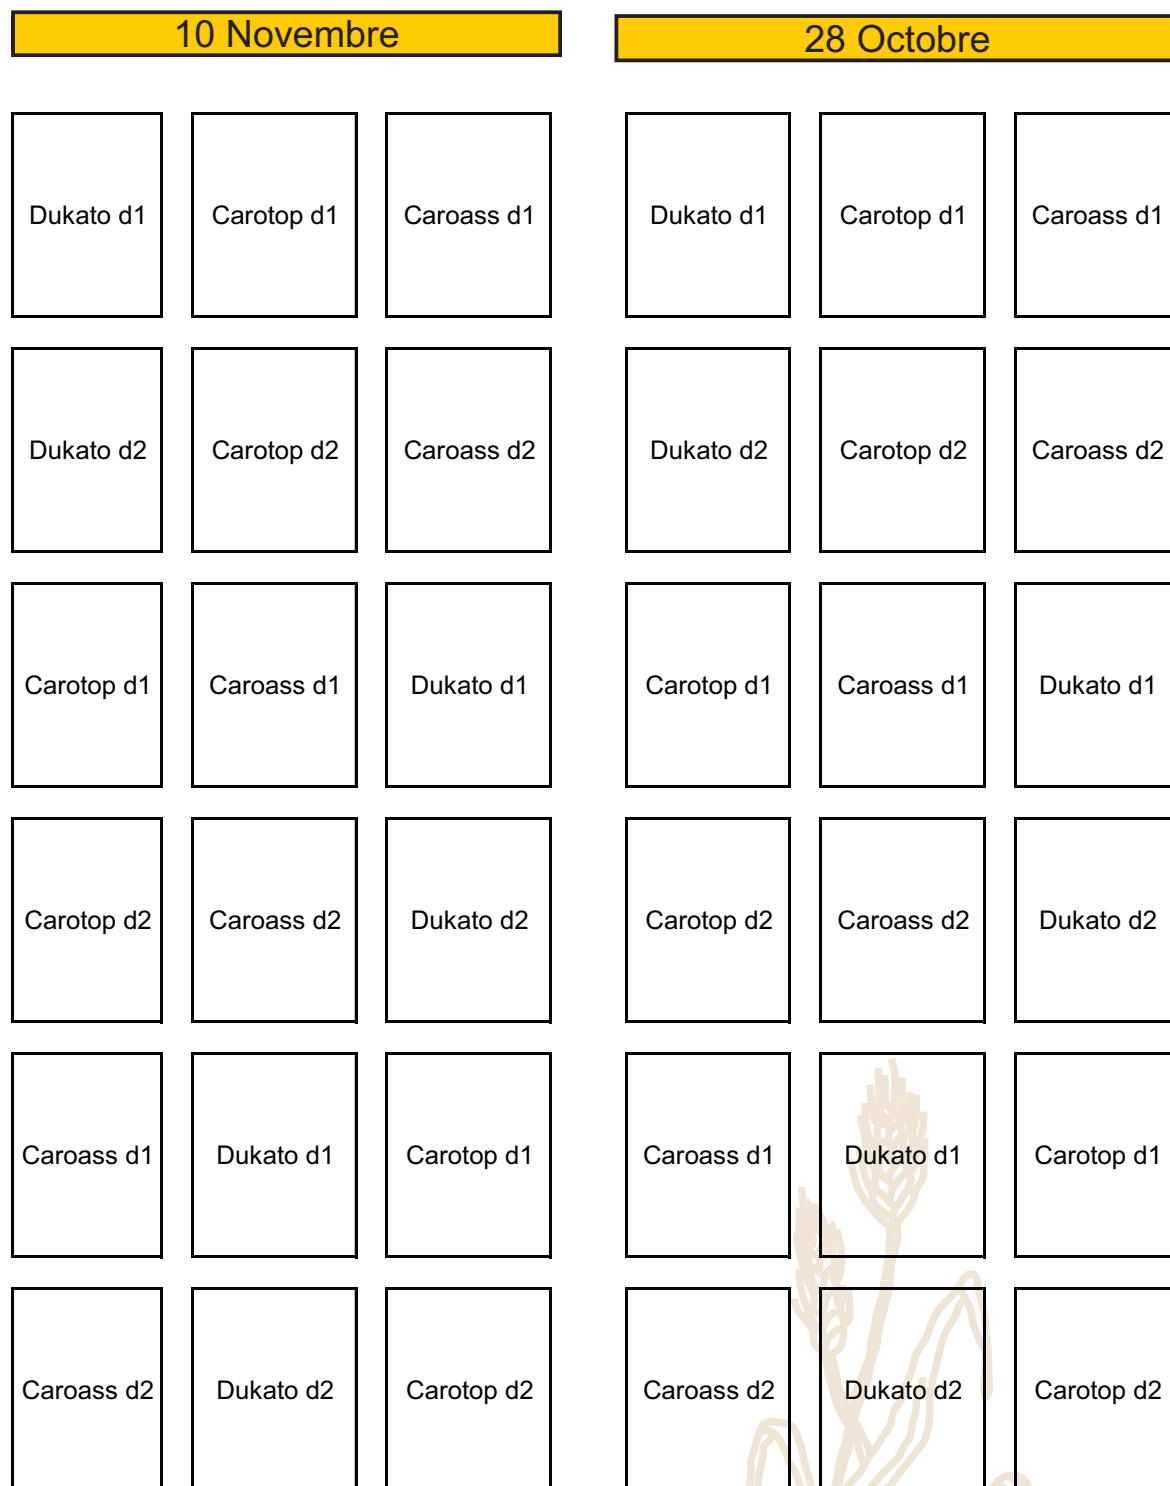 10 Novembre 28 Octobre
Dukato d1 Carotop d1 Caroass d1 Dukato d1 Carotop d1 Caroass d1
Dukato d2 Carotop d2 Caroass d2 Dukato d2 Carotop d2 Caroass d2
Carotop d1 Caroass d1 Dukato d1 Carotop d1 Caroass d1 Dukato d1
Carotop d2 Caroass d2 Dukato d2 Carotop d2 Caroass d2 Dukato d2
Caroass d1 Dukato d1 Carotop d1 Caroass d1 Dukato d1 Carotop d1
Caroass d2 Dukato d2 Carotop d2 Caroass d2 Dukato d2 Carotop d2